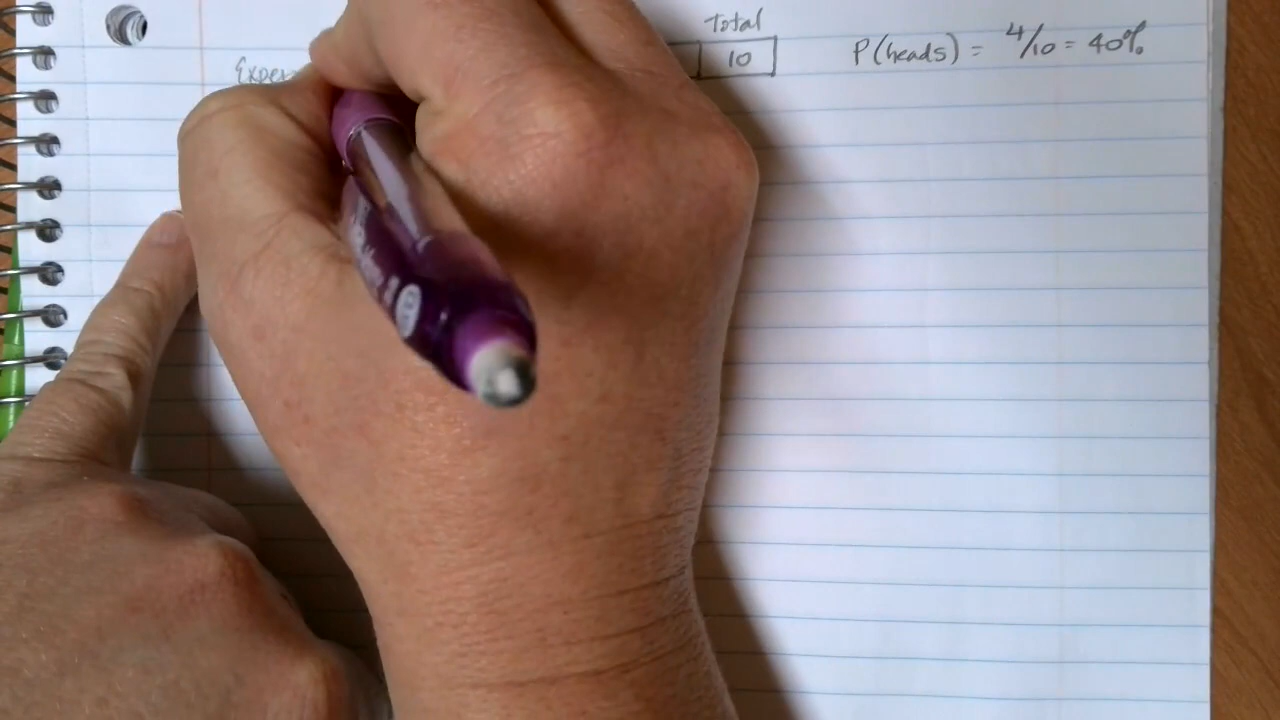 Total
10 P(heads) = 4/10 = 40%